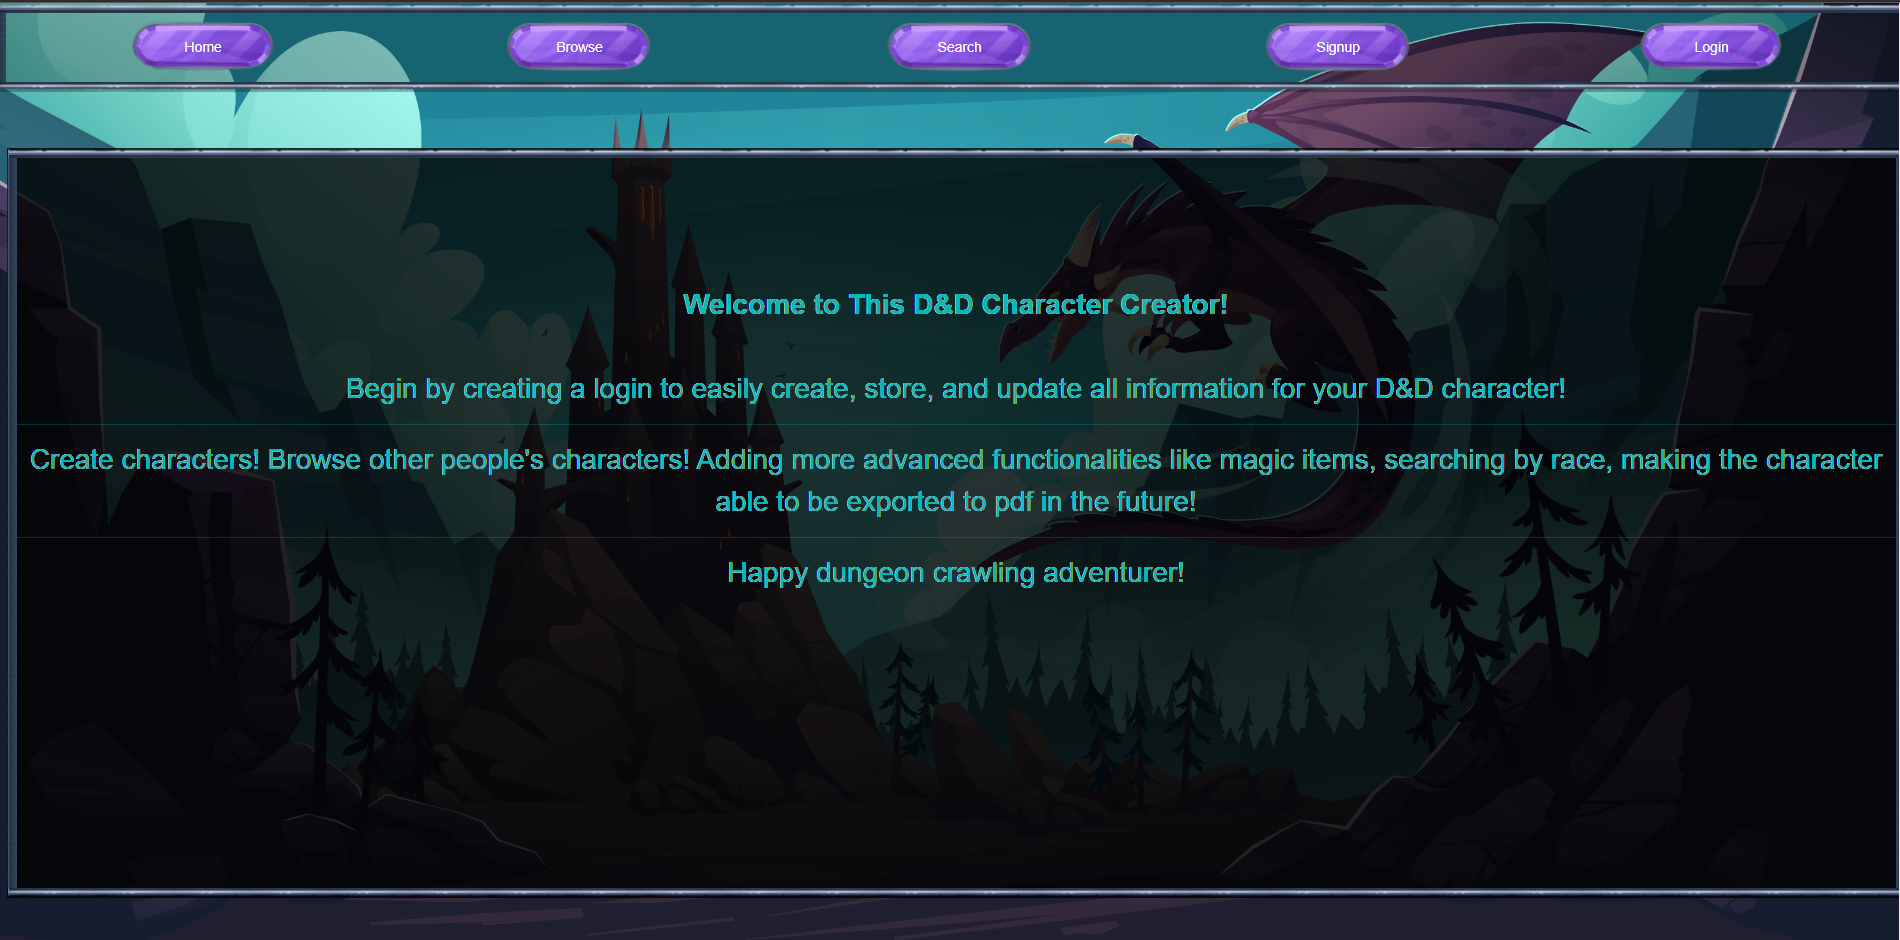 Home
Browse
Search
Signup
Login
Welcome to This D&D Character Creator!
Begin by creating a login to easily create, store, and update all information for your D&D character!
Create characters! Browse other people's characters! Adding more advanced functionalities like magic items, searching by race, making the character
able to be exported to pdf in the future!
Happy dungeon crawling adventurer!